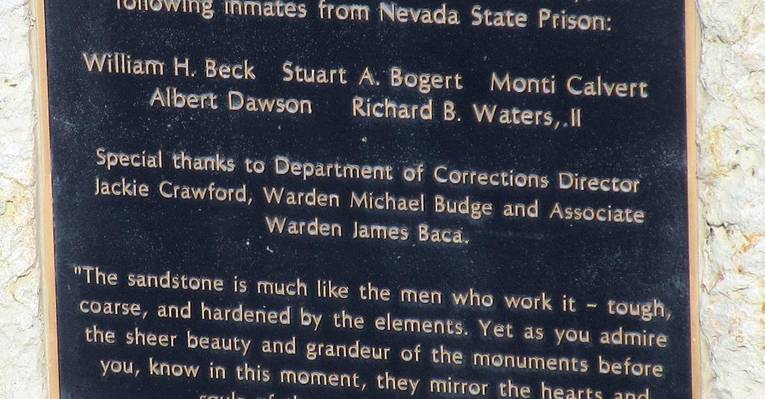 following inmates from Nevada State Prison:
William H. Beck Stuart A. Bogert Monti Calvert
Albert Dawson Richard B. Waters, II
Special thanks to Department of Corrections Director
Jackie Crawford, Warden Michael Budge and Associate
Warden James Baca.
"The sandstone is much like the men who work it – tough,
coarse, and hardened by the elements. Yet as you admire
the sheer beauty and grandeur of the monuments before
you, know in this moment, they mirror the hearts and